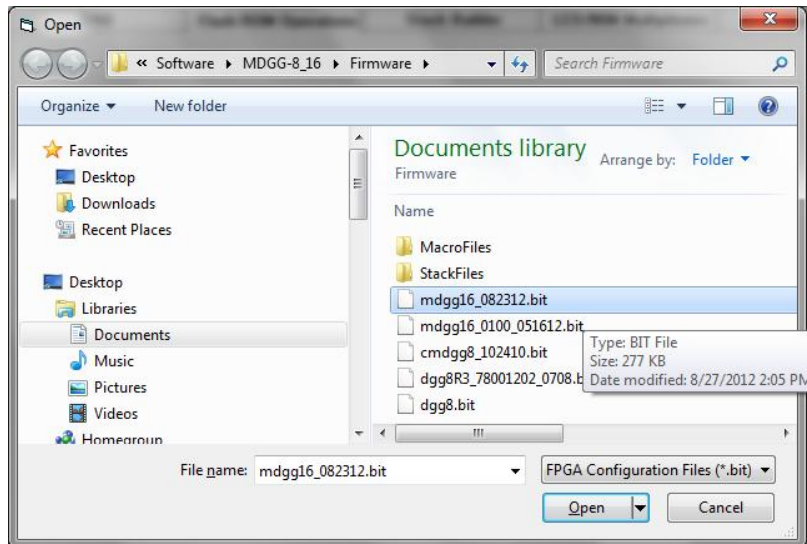 Open
« Software ▸ MDGG-8_16 ▸ Firmware ▸
Search Firmware
Organize ▾
New folder
Favorites
Desktop
Downloads
Recent Places
Desktop
Libraries
Documents
Music
Pictures
Videos
Homegroup
Documents library
Firmware
Arrange by: Folder ▾
Name
MacroFiles
StackFiles
mdgg16_082312.bit
mdgg16_0100_051612.bit
cmdgg8_102410.bit
dgg8R3_78001202_0708.b
dgg8.bit
Type: BIT File
Size: 277 KB
Date modified: 8/27/2012 2:05 PM
File name: mdgg16_082312.bit
FPGA Configuration Files (*.bit)
Open
Cancel